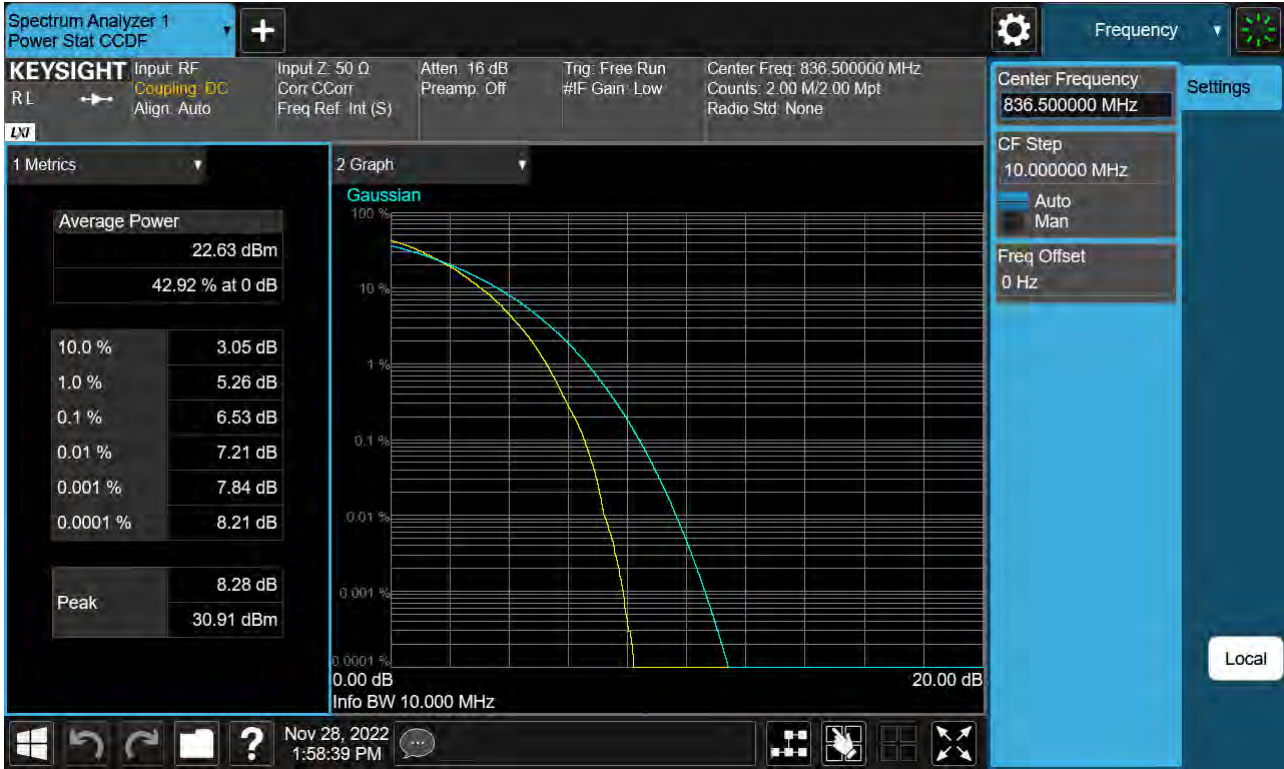 Spectrum Analyzer 1
Power Stat CCDF
Frequency
KEYSIGHT
RL
LXI
Input: RF
Coupling: DC
Align: Auto
Input Z: 50 Ω
Corr CCorr
Freq Ref: Int (S)
Atten: 16 dB
Preamp: Off
Trig: Free Run
#IF Gain: Low
Center Freq: 836.500000 MHz
Counts: 2.00 M/2.00 Mpt
Radio Std: None
Center Frequency
836.500000 MHz
Settings
CF Step
10.000000 MHz
Auto
Man
Freq Offset
0 Hz
Local
1 Metrics
Average Power
22.63 dBm
42.92 % at 0 dB
10.0 % 3.05 dB
1.0 % 5.26 dB
0.1 % 6.53 dB
0.01 % 7.21 dB
0.001 % 7.84 dB
0.0001 % 8.21 dB
Peak
8.28 dB
30.91 dBm
2 Graph
Gaussian
100 %
10 %
1 %
0.1 %
0.01 %
0.001 %
0.0001 %
0.00 dB 20.00 dB
Info BW 10.000 MHz
?
Nov 28, 2022
1:58:39 PM